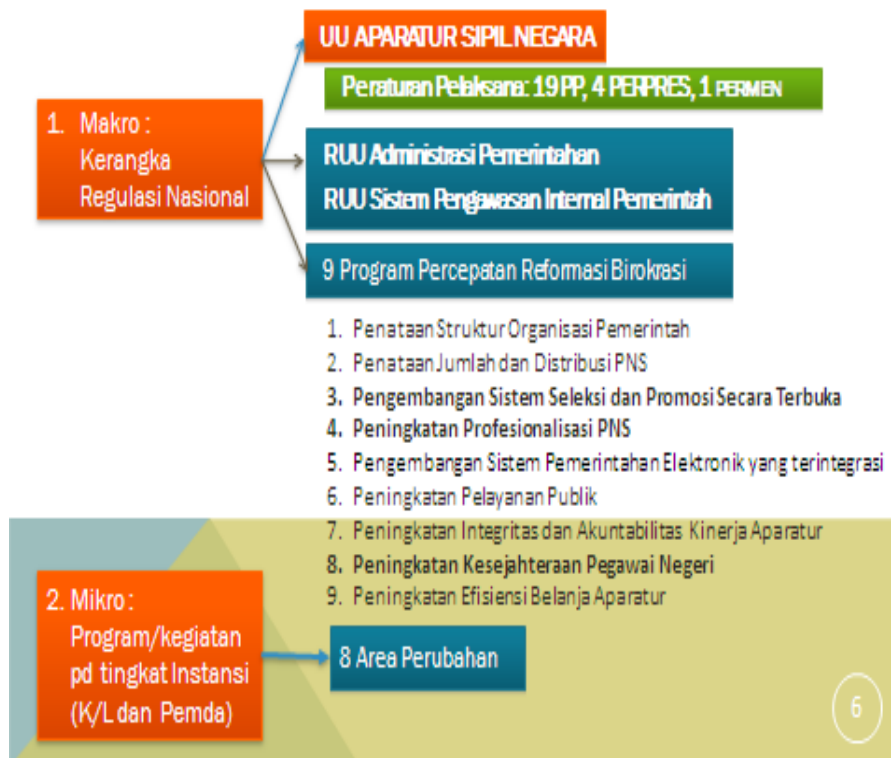 UU APARATUR SIPIL NEGARA
Peraturan Pelaksana: 19 PP, 4 PERPRES, 1 PERMEN
1. Makro :
Kerangka
Regulasi Nasional
RUU Administrasi Pemerintahan
RUU Sistem Pengawasan Internal Pemerintah
9 Program Percepatan Reformasi Birokrasi
1. Penataan Struktur Organisasi Pemerintah
2. Penataan Jumlah dan Distribusi PNS
3. Pengembangan Sistem Seleksi dan Promosi Secara Terbuka
4. Peningkatan Profesionalisasi PNS
5. Pengembangan Sistem Pemerintahan Elektronik yang terintegrasi
6. Peningkatan Pelayanan Publik
7. Peningkatan Integritas dan Akuntabilitas Kinerja Aparatur
8. Peningkatan Kesejahteraan Pegawai Negeri
9. Peningkatan Efisiensi Belanja Aparatur
2. Mikro :
Program/kegiatan
pd tingkat Instansi
(K/L dan Pemda)
8 Area Perubahan
6